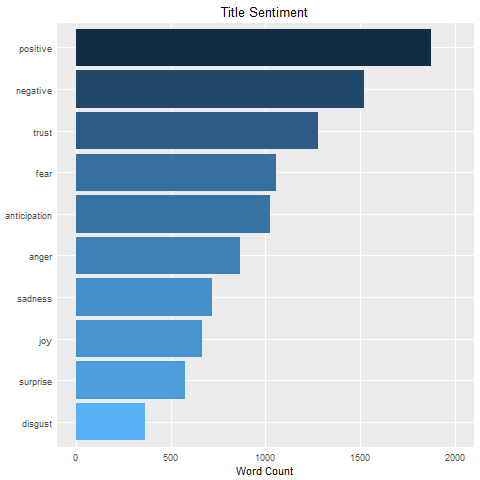 Title Sentiment
positive
negative
trust
fear
anticipation
anger
sadness
joy
surprise
disgust
0 500 1000 1500 2000
Word Count